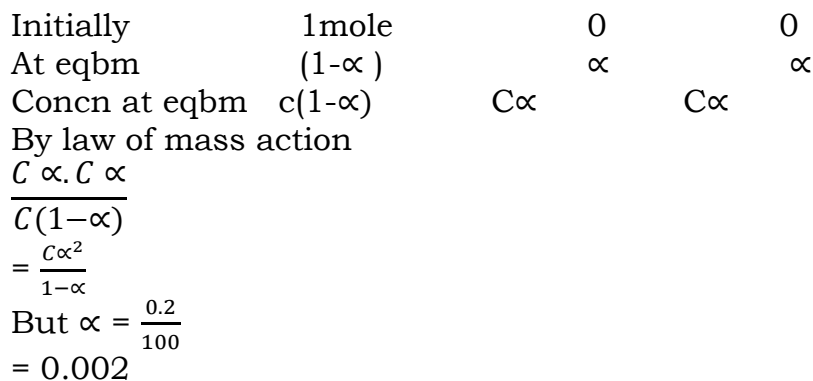 Initially 1mole 0 0
At eqbm (1-∝ ) ∝ ∝
Concn at eqbm c(1-∝) C∝ C∝
By law of mass action
𝐶 ∝.𝐶 ∝
𝐶(1−∝)
= 𝐶∝²
1−∝
But ∝ = 0.2
100
= 0.002